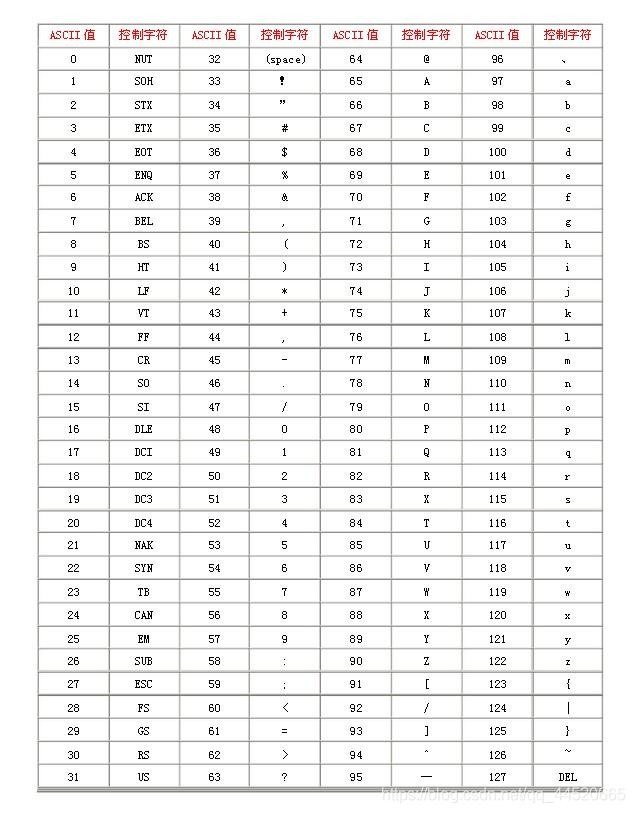 ASCII 值 控制字符 ASCII 值 控制字符 ASCII 值 控制字符 ASCII 值 控制字符
0 NUT 32 (space) 64 @ 96 、
1 SOH 33 ! 65 A 97 a
2 STX 34 ” 66 B 98 b
3 ETX 35 # 67 C 99 c
4 EOT 36 $ 68 D 100 d
5 ENQ 37 % 69 E 101 e
6 ACK 38 & 70 F 102 f
7 BEL 39 , 71 G 103 g
8 BS 40 ( 72 H 104 h
9 HT 41 ) 73 I 105 i
10 LF 42 * 74 J 106 j
11 VT 43 + 75 K 107 k
12 FF 44 , 76 L 108 l
13 CR 45 - 77 M 109 m
14 SO 46 . 78 N 110 n
15 SI 47 / 79 O 111 o
16 DLE 48 0 80 P 112 p
17 DCI 49 1 81 Q 113 q
18 DC2 50 2 82 R 114 r
19 DC3 51 3 83 X 115 s
20 DC4 52 4 84 T 116 t
21 NAK 53 5 85 U 117 u
22 SYN 54 6 86 V 118 v
23 TB 55 7 87 W 119 w
24 CAN 56 8 88 X 120 x
25 EM 57 9 89 Y 121 y
26 SUB 58 : 90 Z 122 z
27 ESC 59 ; 91 [ 123 {
28 FS 60 < 92 / 124 |
29 GS 61 = 93 ] 125 }
30 RS 62 > 94 ^ 126 ~
31 US 63 ? 95 — 127 DEL
https://blog.csdn.net/qq_44520665